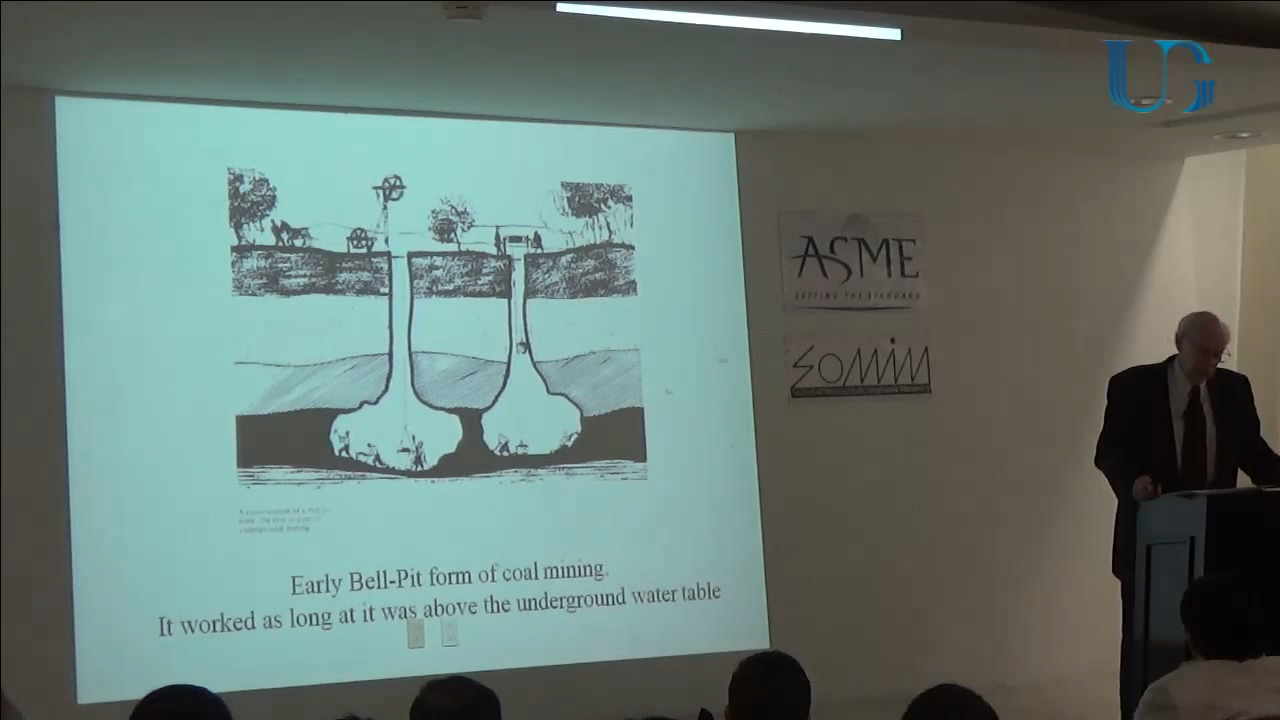 UG
ASME
SETTING THE STANDARD
SOMIM
Early Bell-Pit form of coal mining.
It worked as long at it was above the underground water table